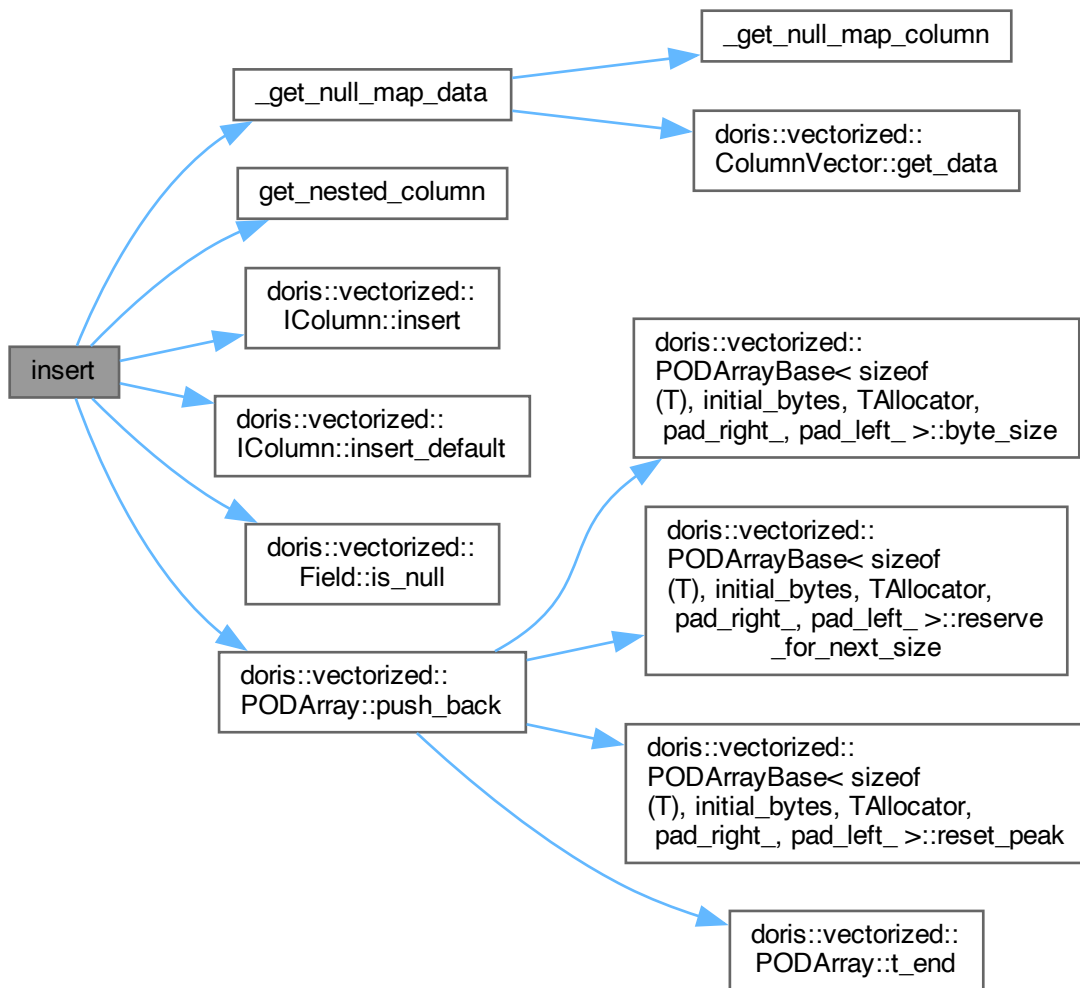 insert
_get_null_map_data
get_nested_column
doris::vectorized::
IColumn::insert
doris::vectorized::
IColumn::insert_default
doris::vectorized::
Field::is_null
doris::vectorized::
PODArray::push_back
_get_null_map_column
doris::vectorized::
ColumnVector::get_data
doris::vectorized::
PODArrayBase< sizeof
(T), initial_bytes, TAllocator,
pad_right_, pad_left_ >::byte_size
doris::vectorized::
PODArrayBase< sizeof
(T), initial_bytes, TAllocator,
pad_right_, pad_left_ >::reserve
_for_next_size
doris::vectorized::
PODArrayBase< sizeof
(T), initial_bytes, TAllocator,
pad_right_, pad_left_ >::reset_peak
doris::vectorized::
PODArray::t_end